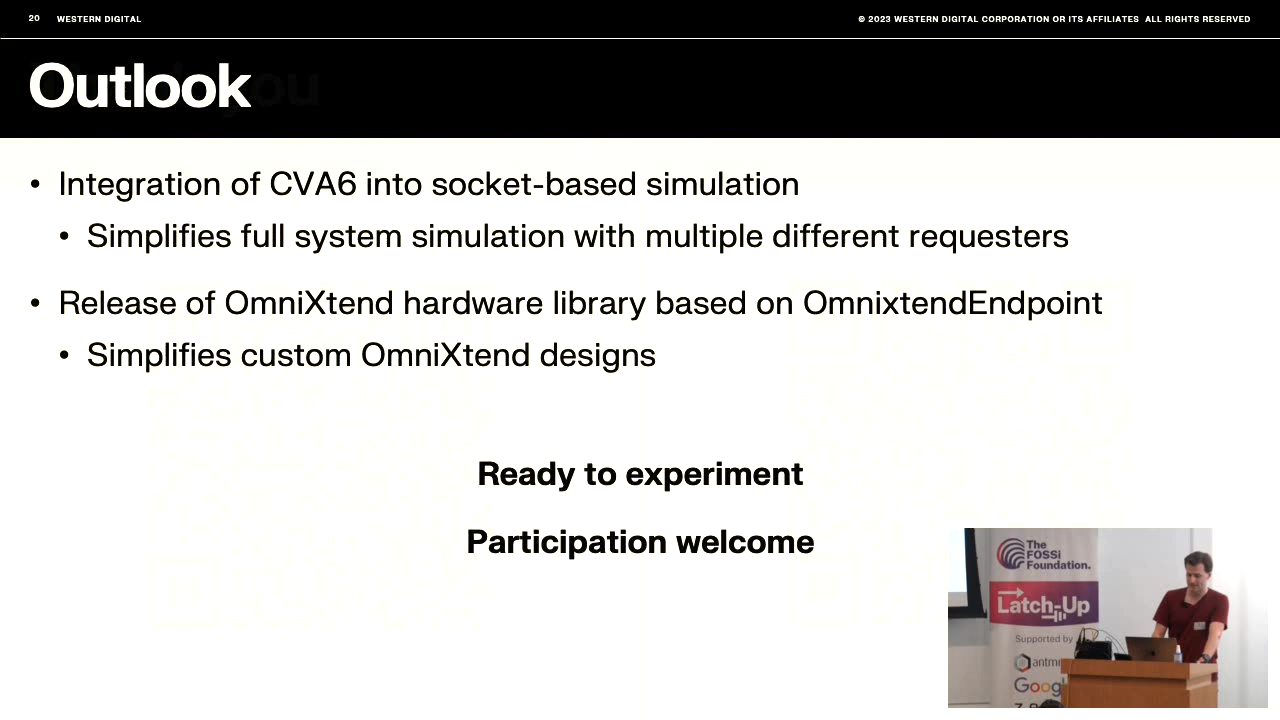 20 WESTERN DIGITAL © 2023 WESTERN DIGITAL CORPORATION OR ITS AFFILIATES ALL RIGHTS RESERVED
Outlook
• Integration of CVA6 into socket-based simulation
• Simplifies full system simulation with multiple different requesters
• Release of OmniXtend hardware library based on OmnixtendEndpoint
• Simplifies custom OmniXtend designs
Ready to experiment
Participation welcome
The
FOSSi
Foundation.
Latch-Up
Supported by
antm
Goog